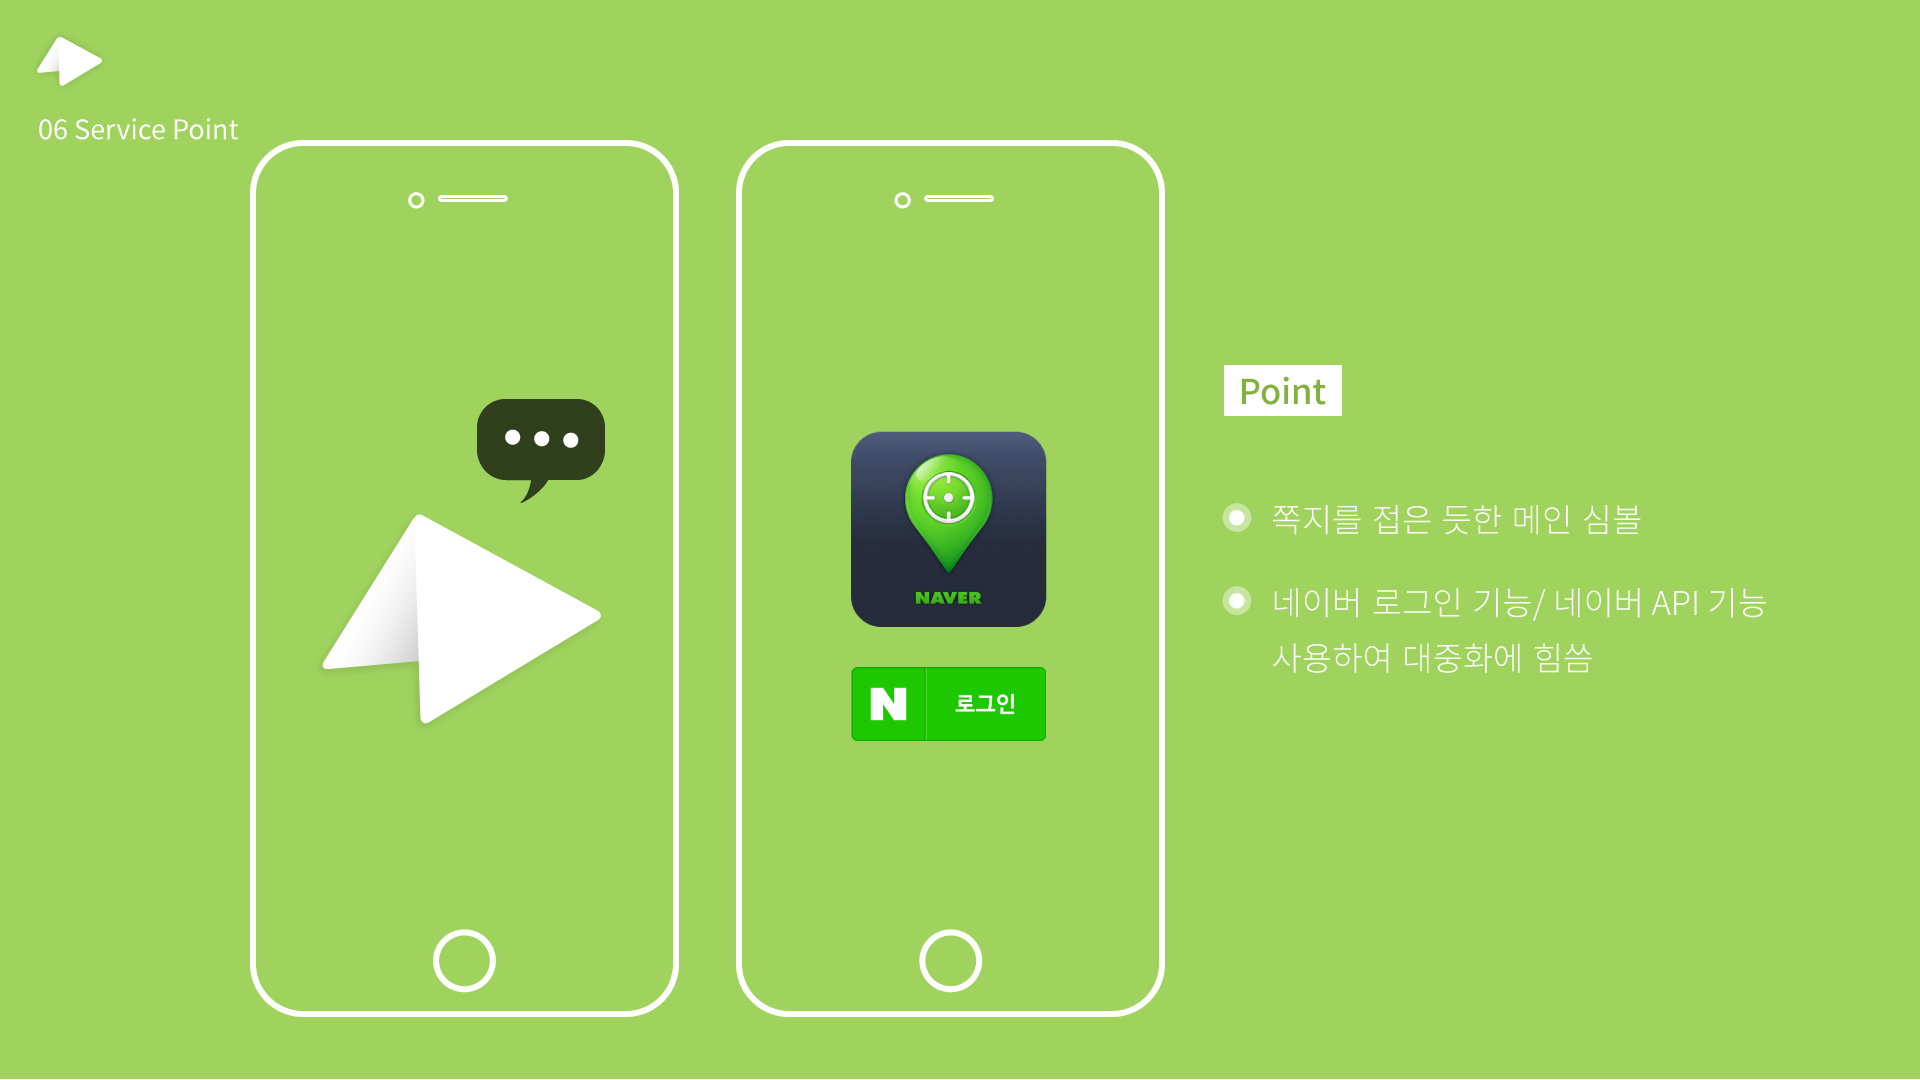 06 Service Point
NAVER
N 로그인
Point
쪽지를 접은 듯한 메인 심볼
네이버 로그인 기능/ 네이버 API 기능
사용하여 대중화에 힘씀